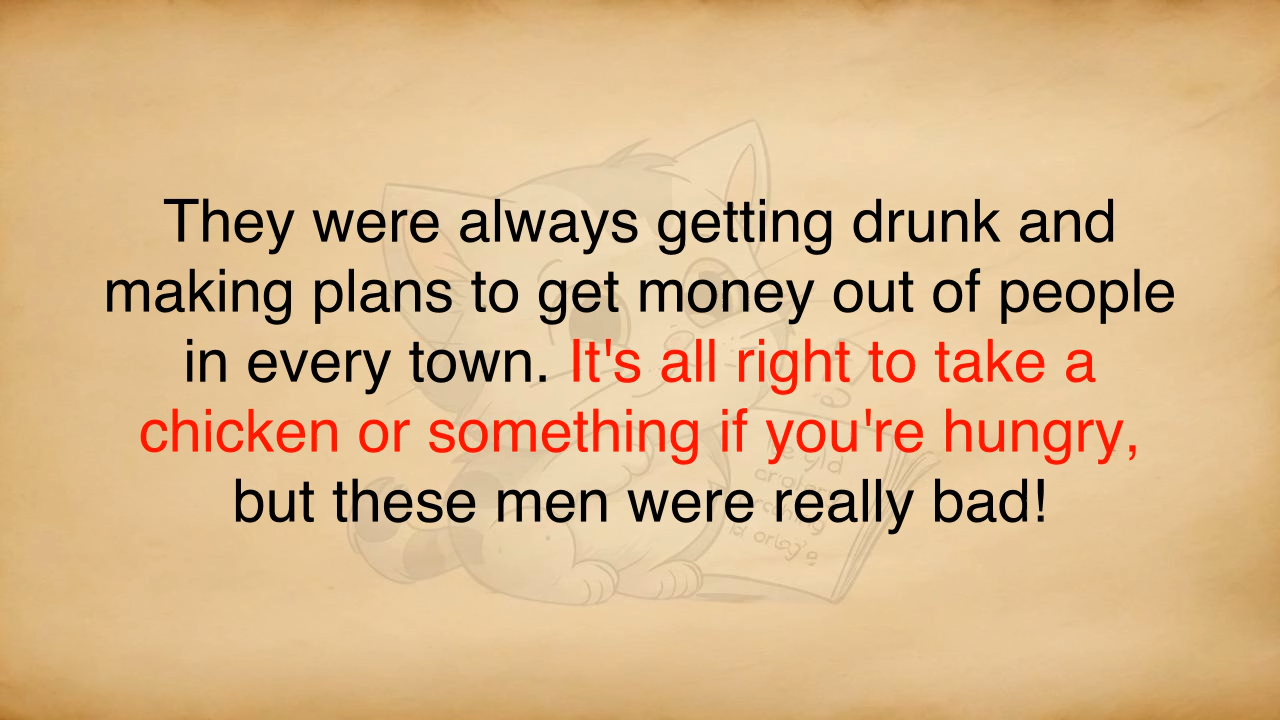 They were always getting drunk and
making plans to get money out of people
in every town. It's all right to take a
chicken or something if you're hungry,
but these men were really bad!